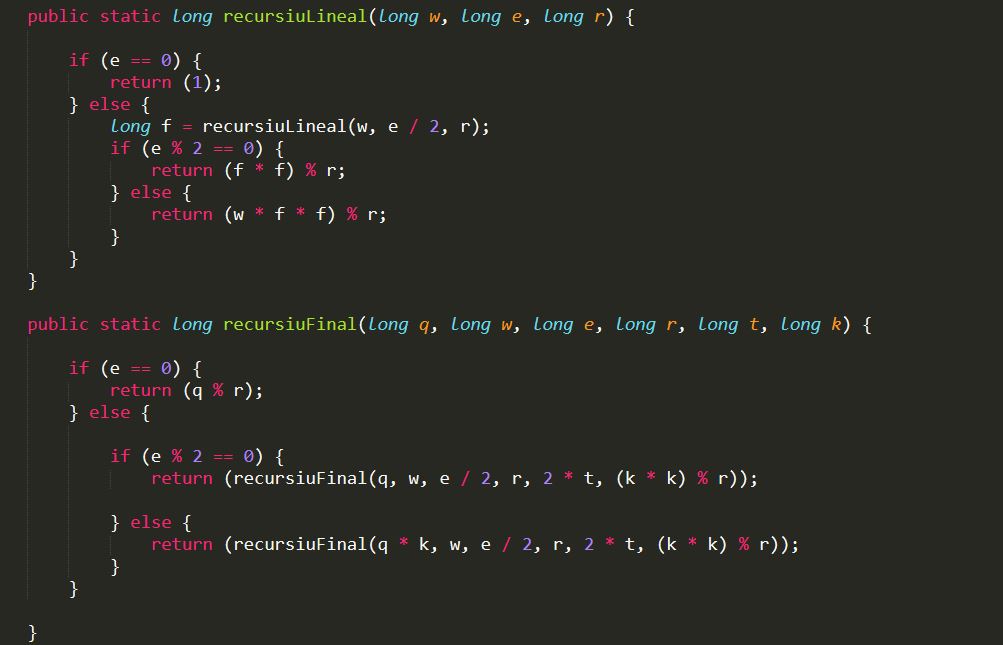 public static long recursiuLineal(long w, long e, long r) {
if (e == 0) {
return (1);
} else {
long f = recursiuLineal(w, e / 2, r);
if (e % 2 == 0) {
return (f * f) % r;
} else {
return (w * f * f) % r;
}
}
}
public static long recursiuFinal(long q, long w, long e, long r, long t, long k) {
if (e == 0) {
return (q % r);
} else {
if (e % 2 == 0) {
return (recursiuFinal(q, w, e / 2, r, 2 * t, (k * k) % r));
} else {
return (recursiuFinal(q * k, w, e / 2, r, 2 * t, (k * k) % r));
}
}
}